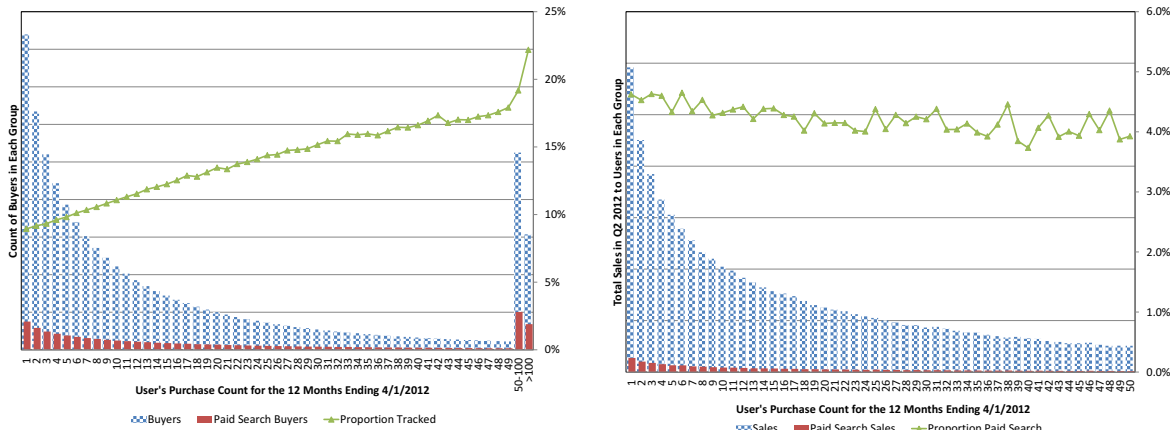 Count of Buyers in Each Group
25%
20%
15%
10%
5%
0%
1 2 3 4 5 6 7 8 9 10 11 12 13 14 15 16 17 18 19 20 21 22 23 24 25 26 27 28 29 30 31 32 33 34 35 36 37 38 39 40 41 42 43 44 45 46 47 48 49 50-100 >100
User's Purchase Count for the 12 Months Ending 4/1/2012
Buyers Paid Search Buyers Proportion Tracked
Total Sales in Q2 2012 to Users in Each Group
6.0%
5.0%
4.0%
3.0%
2.0%
1.0%
0.0%
1 2 3 4 5 6 7 8 9 10 11 12 13 14 15 16 17 18 19 20 21 22 23 24 25 26 27 28 29 30 31 32 33 34 35 36 37 38 39 40 41 42 43 44 45 46 47 48 49 50
User's Purchase Count for the 12 Months Ending 4/1/2012
Sales Paid Search Sales Proportion Paid Search